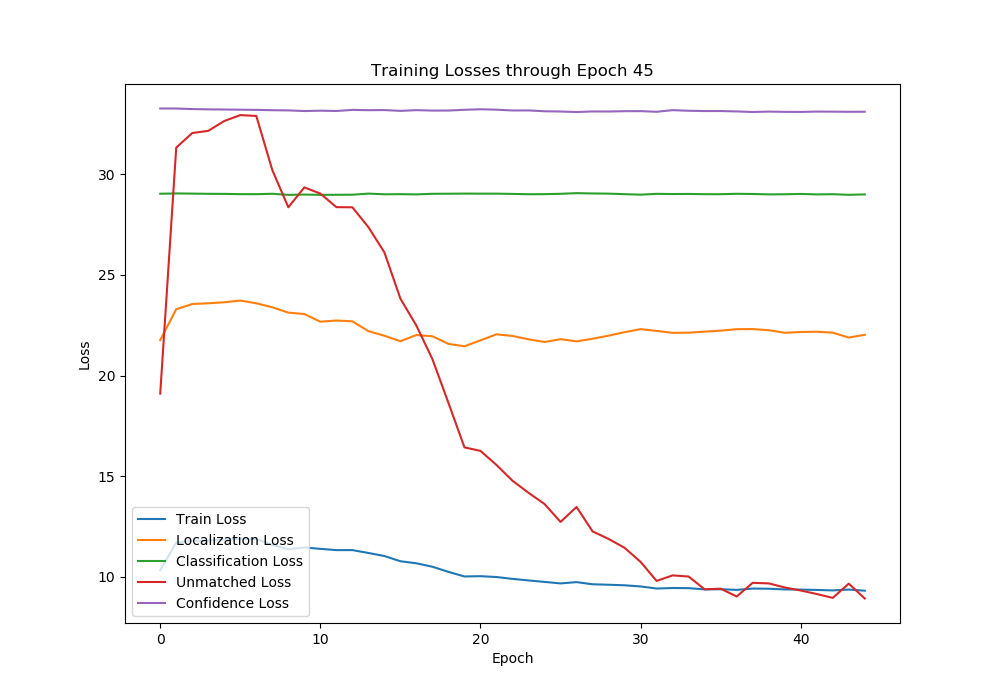 Training Losses through Epoch 45
Loss
30
25
20
15
10
Train Loss
Localization Loss
Classification Loss
Unmatched Loss
Confidence Loss
0 10 20 30 40
Epoch